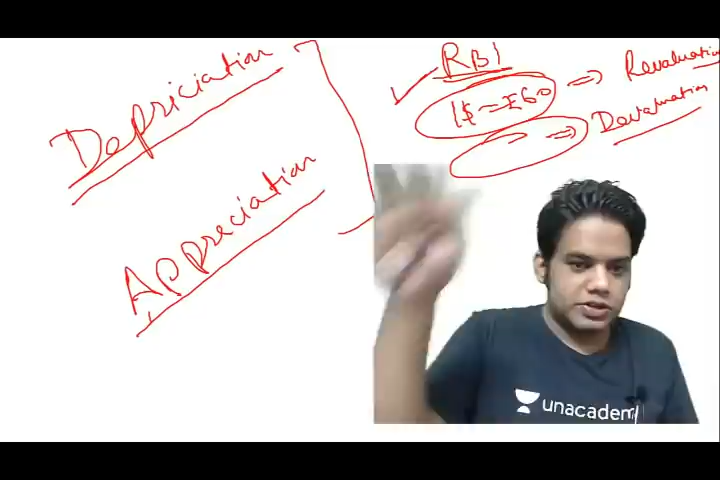 Depriciation
Appreciation
RBI
1$ = ₹60 ⇒ Revaluation
⇒ Devaluation
unacademy